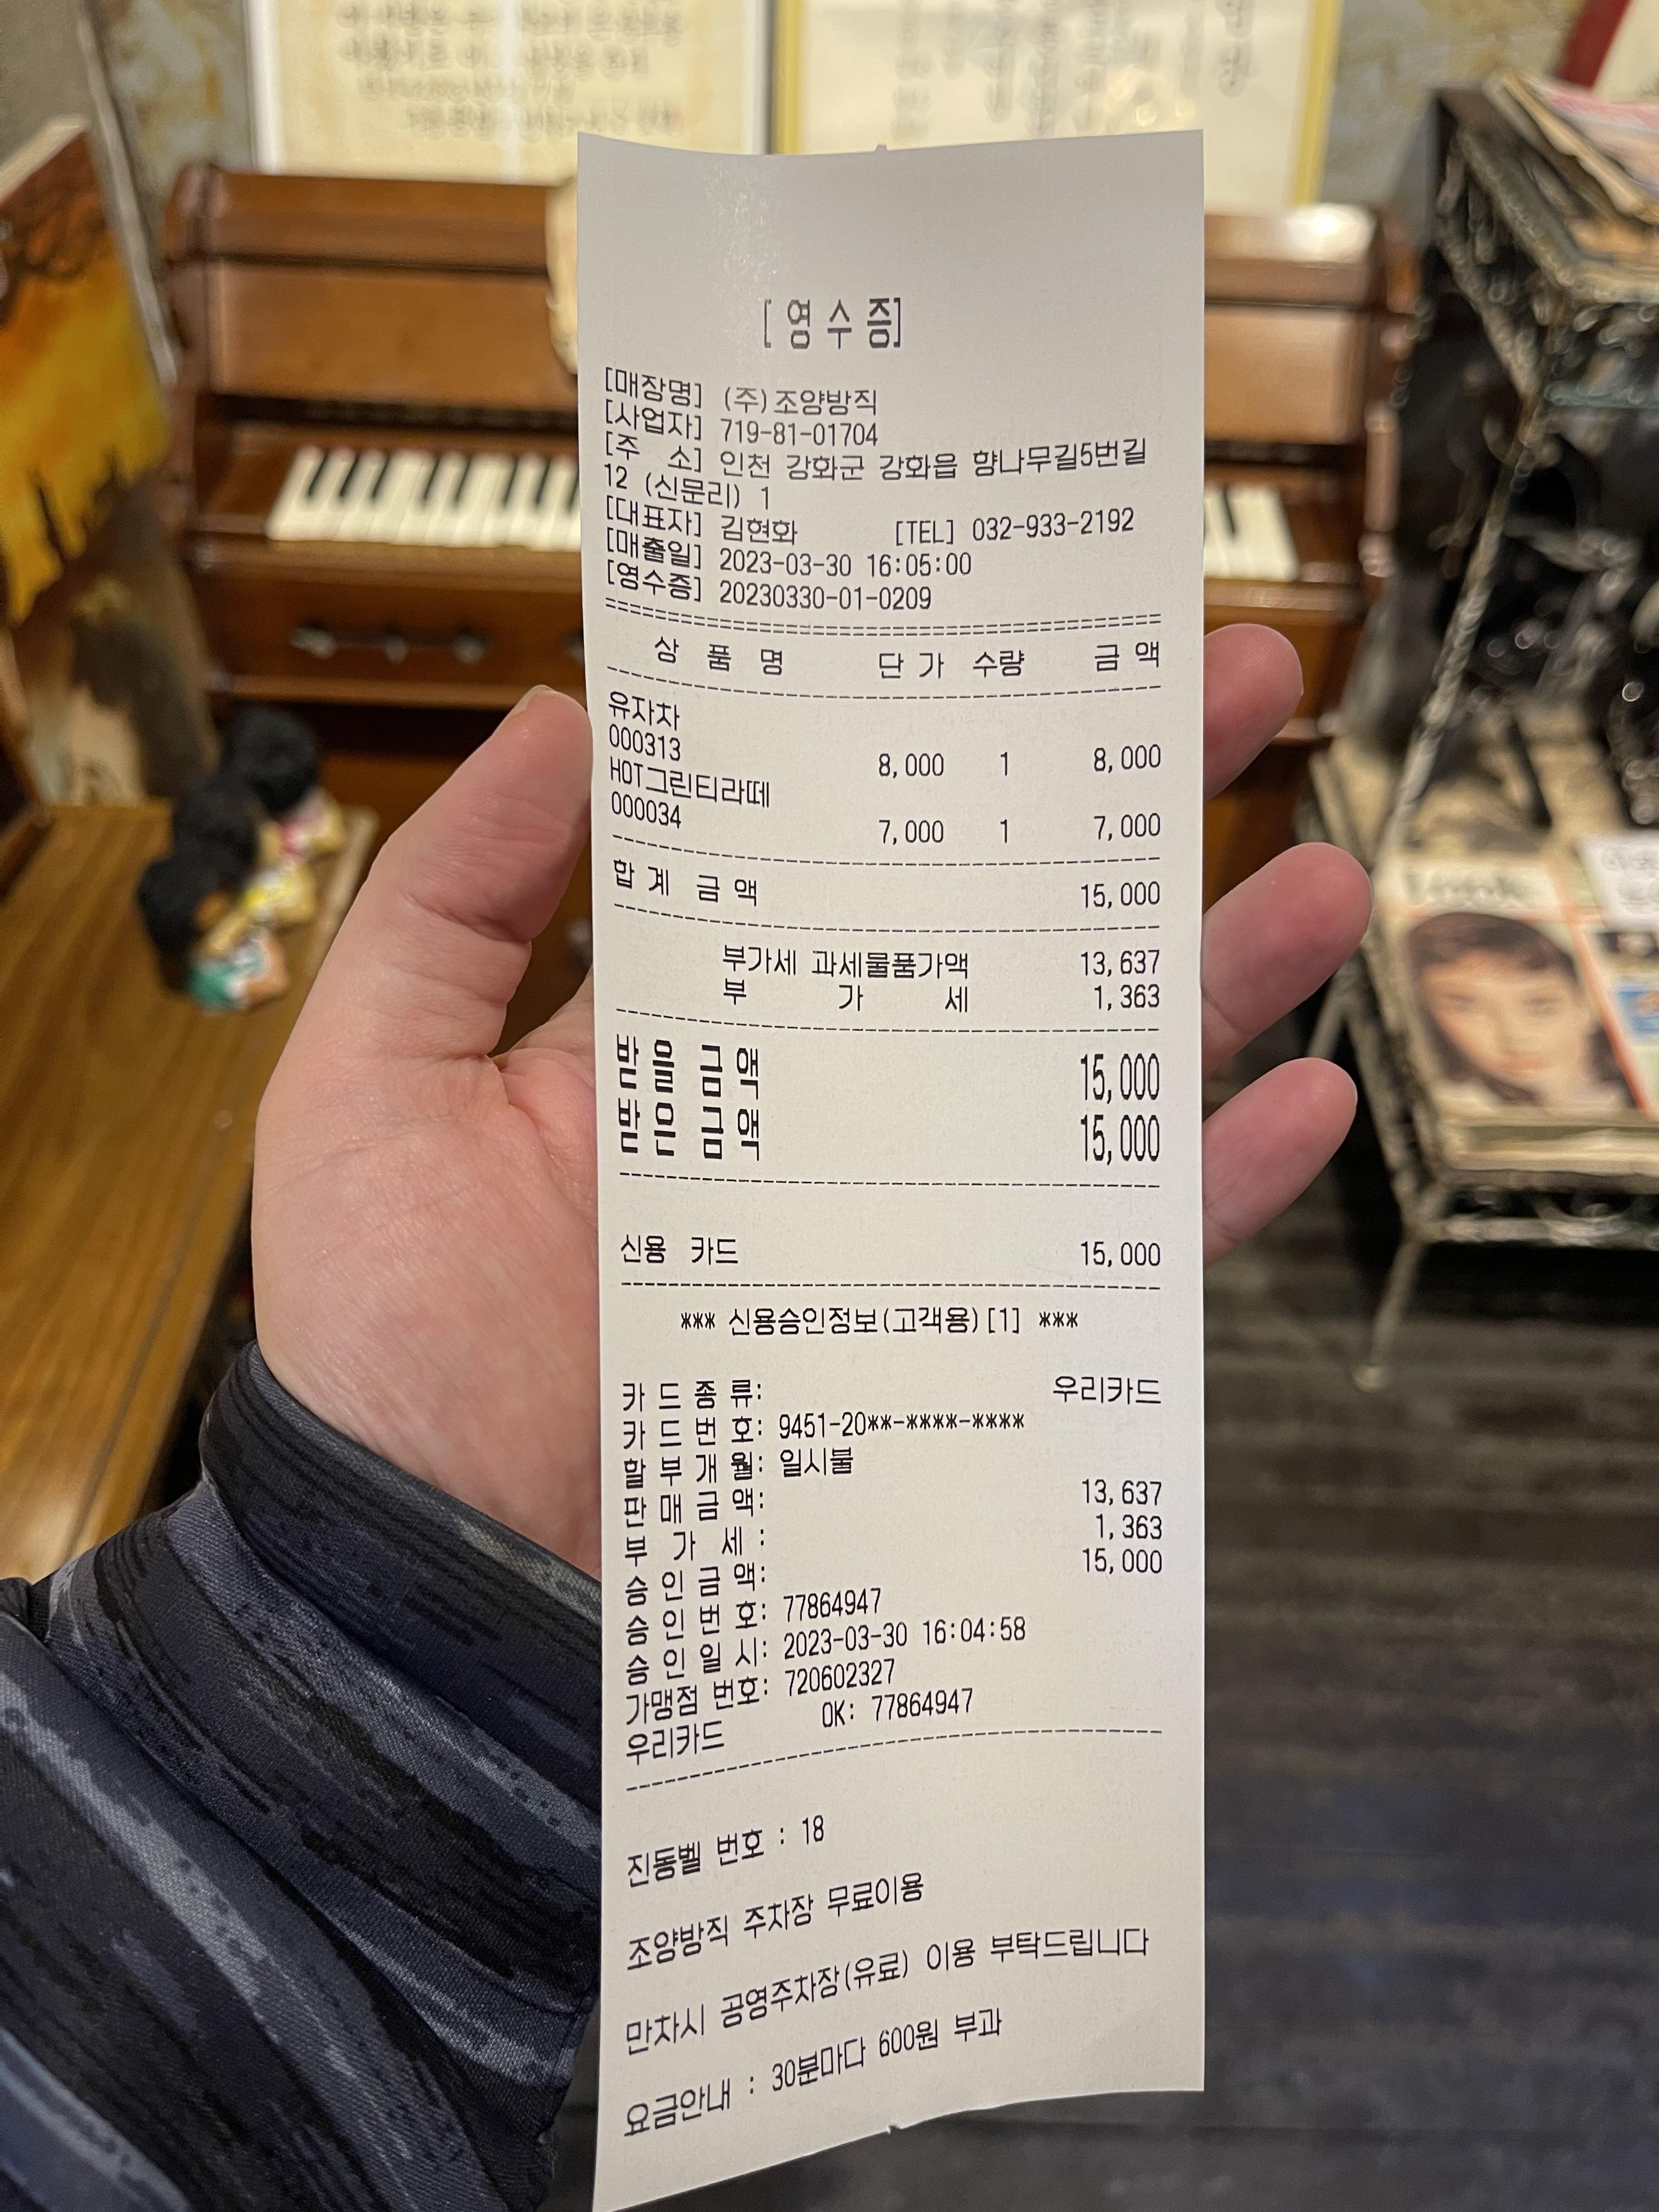 [ 영 수 증]
[매장명] (주)조양방직
[사업자] 719-81-01704
[주 소] 인천 강화군 강화읍 향나무길5번길
12 (신문리) 1
[대표자] 김현화 [TEL] 032-933-2192
[매출일] 2023-03-30 16:05:00
[영수증] 20230330-01-0209
상 품 명 단 가 수량 금 액
유자차
000313 8,000 1 8,000
HOT그린티라떼
000034 7,000 1 7,000
합 계 금 액 15,000
부가세 과세물품가액 13,637
부 가 세 1,363
받 을 금 액 15,000
받 은 금 액 15,000
신용 카드 15,000
*** 신용승인정보(고객용)[1] ***
카 드 종 류: 우리카드
카 드 번 호: 9451-20**-****-****
할 부 개 월: 일시불
판 매 금 액: 13,637
부 가 세 : 1,363
승 인 금 액: 15,000
승 인 번 호: 77864947
승 인 일 시: 2023-03-30 16:04:58
가맹점 번호: 720602327
우리카드 OK: 77864947
진동벨 번호 : 18
조양방직 주차장 무료이용
만차시 공영주차장(유료) 이용 부탁드립니다
요금안내 : 30분마다 600원 부과
Look